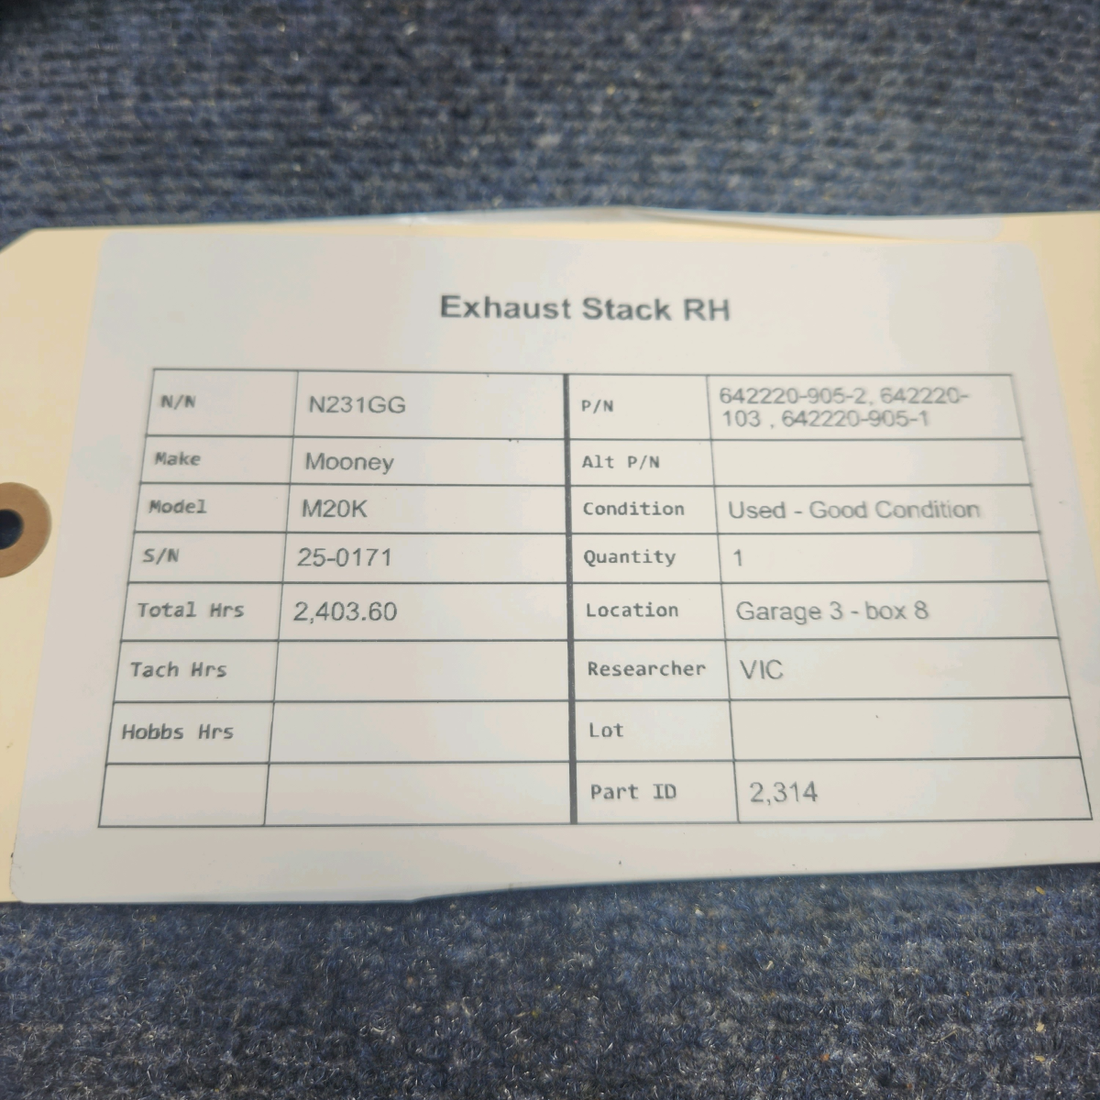 Exhaust Stack RH
N/N N231GG P/N 642220-905-2, 642220-
103 , 642220-905-1
Make Mooney Alt P/N
Model M20K Condition Used - Good Condition
S/N 25-0171 Quantity 1
Total Hrs 2,403.60 Location Garage 3 - box 8
Tach Hrs Researcher VIC
Hobbs Hrs Lot
Part ID 2,314